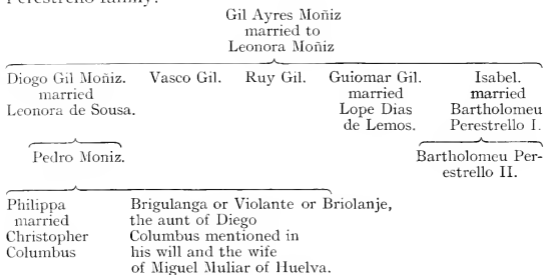 Perestrello family.
Gil Ayres Moñiz
married to
Leonora Moñiz
Diogo Gil Moñiz. Vasco Gil. Ruy Gil. Guiomar Gil. Isabel.
married married married
Leonora de Sousa. Lope Dias Bartholomeu
de Lemos. Perestrello I.
Pedro Moniz. Bartholomeu Per-
estrello II.
Philippa Brigulanga or Violante or Briolanje,
married the aunt of Diego
Christopher Columbus mentioned in
Columbus his will and the wife
of Miguel Muliar of Huelva.